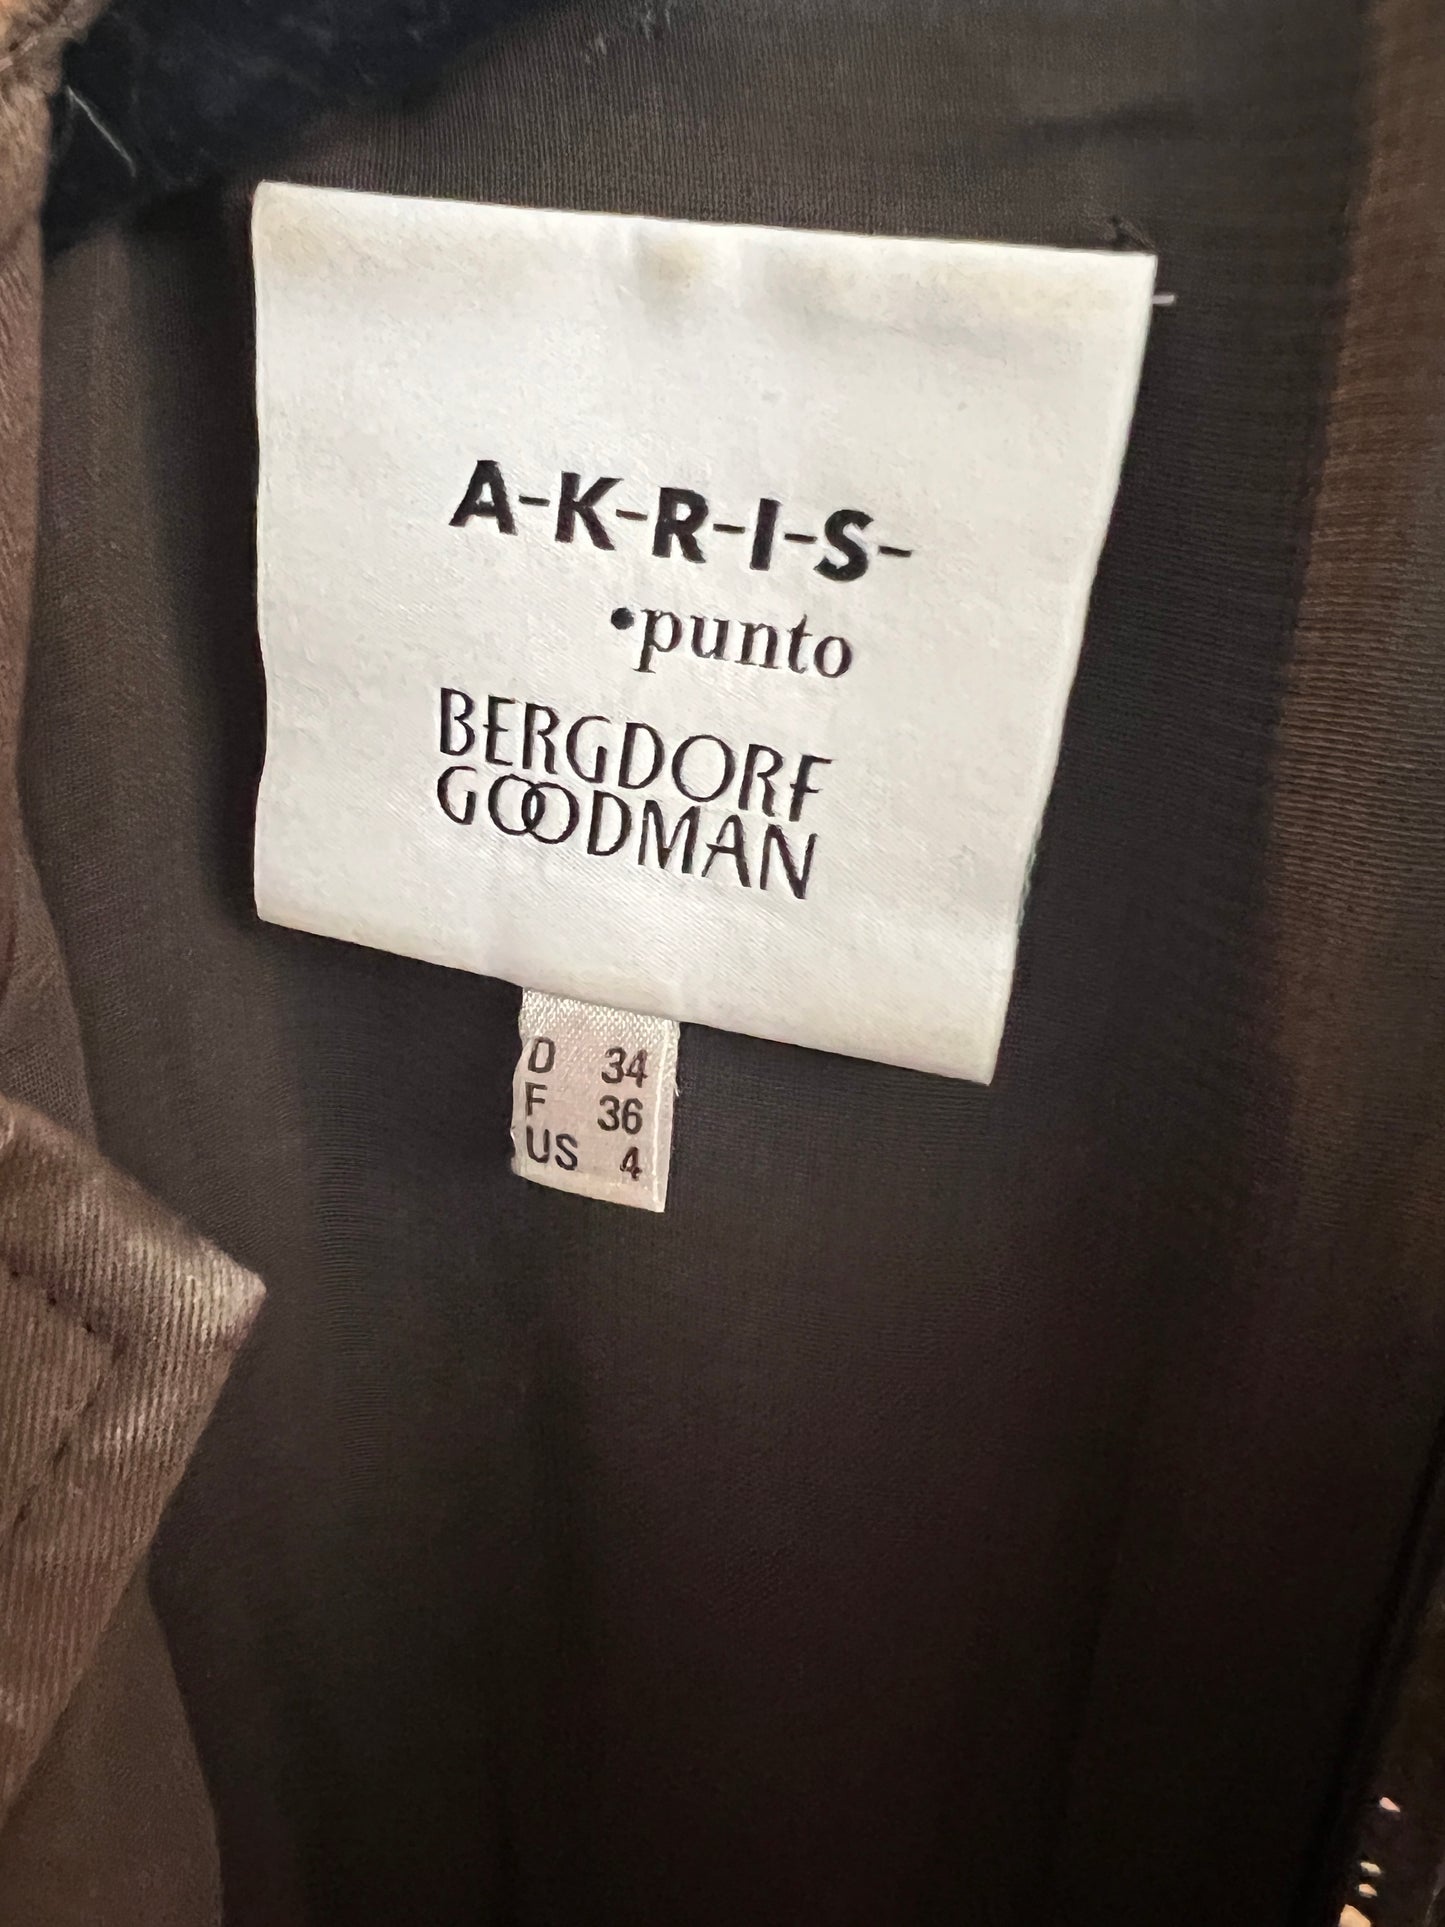 A-K-R-I-S-
•punto
BERGDORF
GOODMAN
D 34
F 36
US 4